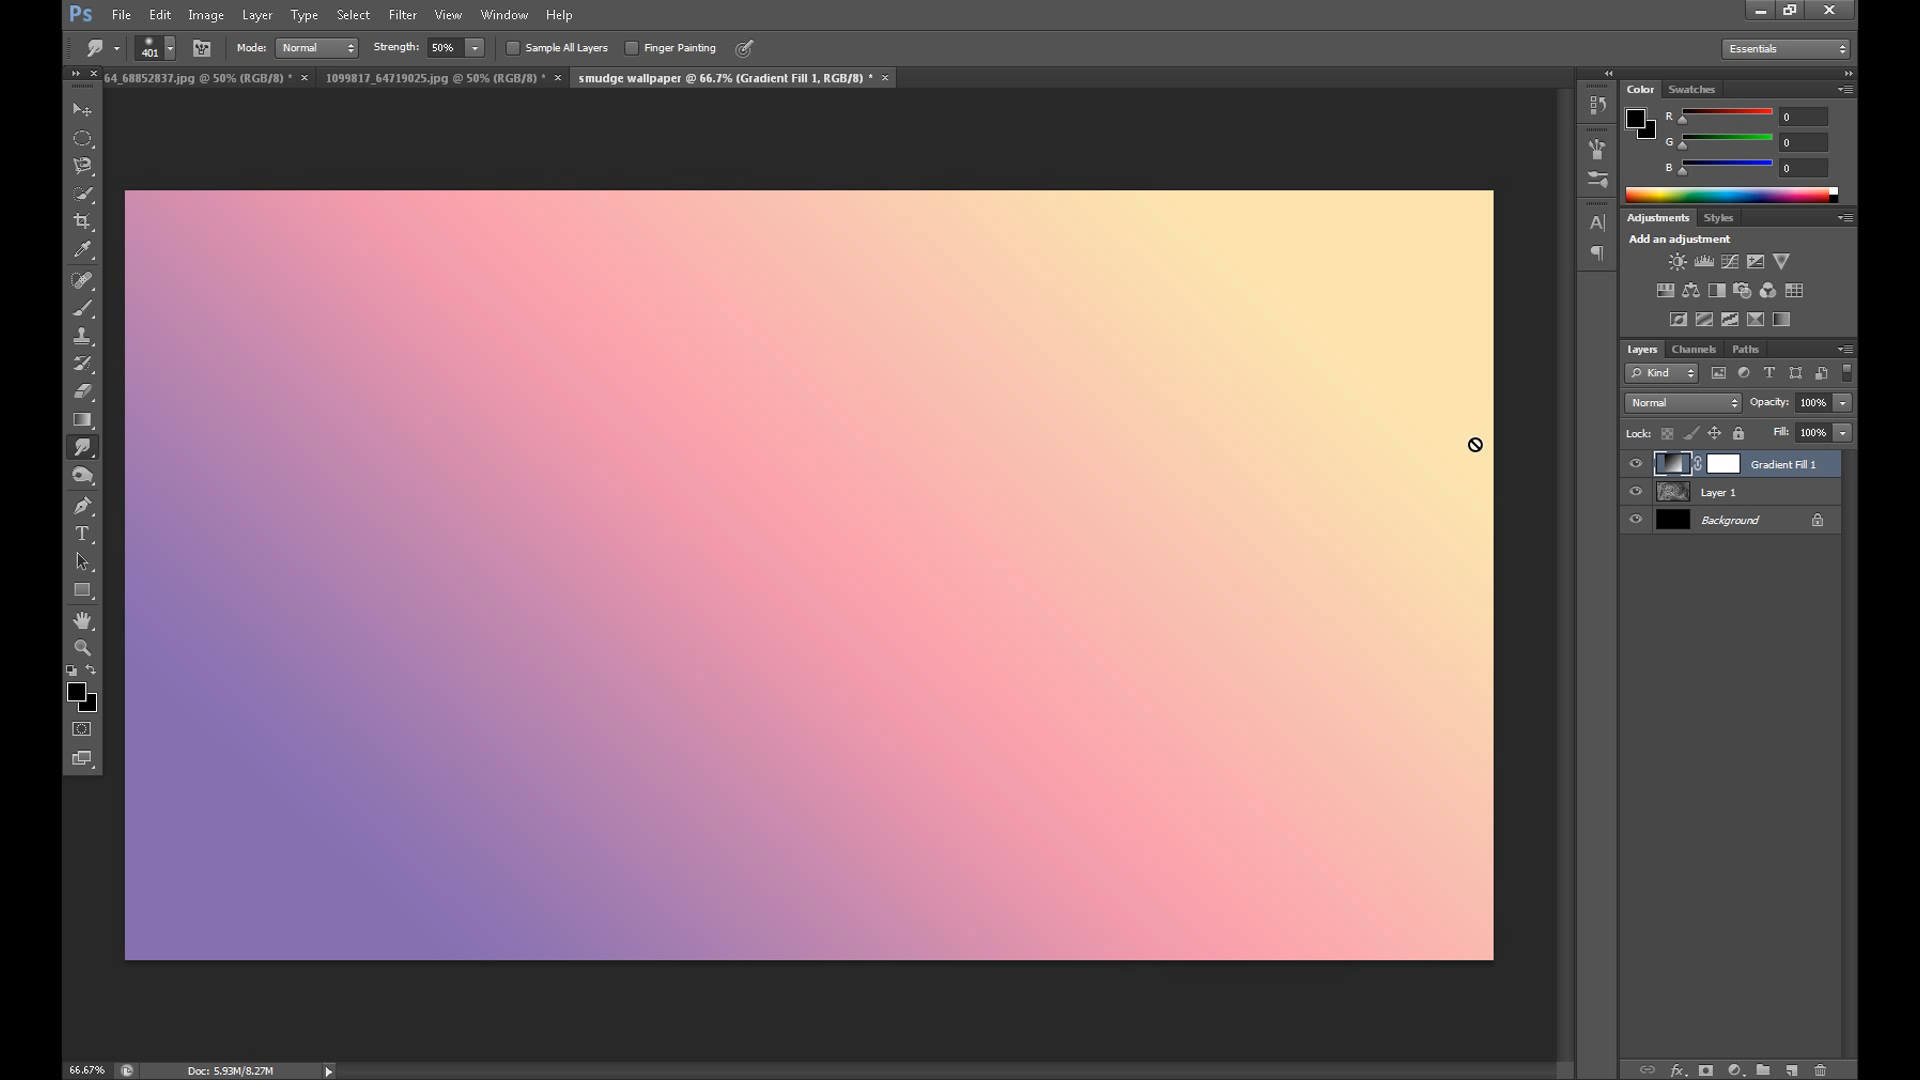 Ps File Edit Image Layer Type Select Filter View Window Help
401 Mode: Normal Strength: 50% Sample All Layers Finger Painting Essentials
64_68852837.jpg @ 50% (RGB/8) * 1099817_64719025.jpg @ 50% (RGB/8) * smudge wallpaper @ 66.7% (Gradient Fill 1, RGB/8) *
Color Swatches
R 0
G 0
B 0
Adjustments Styles
Add an adjustment
Layers Channels Paths
Kind
Normal Opacity: 100%
Lock: Fill: 100%
Gradient Fill 1
Layer 1
Background
66.67% Doc: 5.93M/8.27M